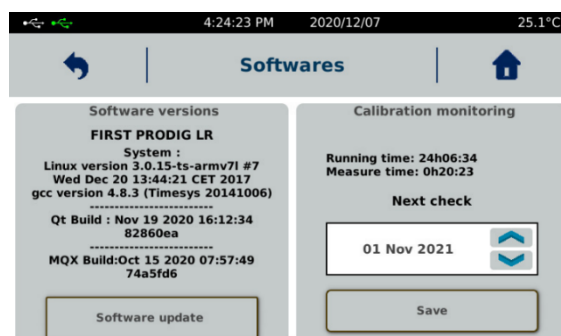 4:24:23 PM 2020/12/07 25.1°C
Softwares
Software versions
FIRST PRODIG LR
System :
Linux version 3.0.15-ts-armv7l #7
Wed Dec 20 13:44:21 CET 2017
gcc version 4.8.3 (Timesys 20141006)
-------------------------
Qt Build : Nov 19 2020 16:12:34
82860ea
-------------------------
MQX Build:Oct 15 2020 07:57:49
74a5fd6
Software update
Calibration monitoring
Running time: 24h06:34
Measure time: 0h20:23
Next check
01 Nov 2021
Save